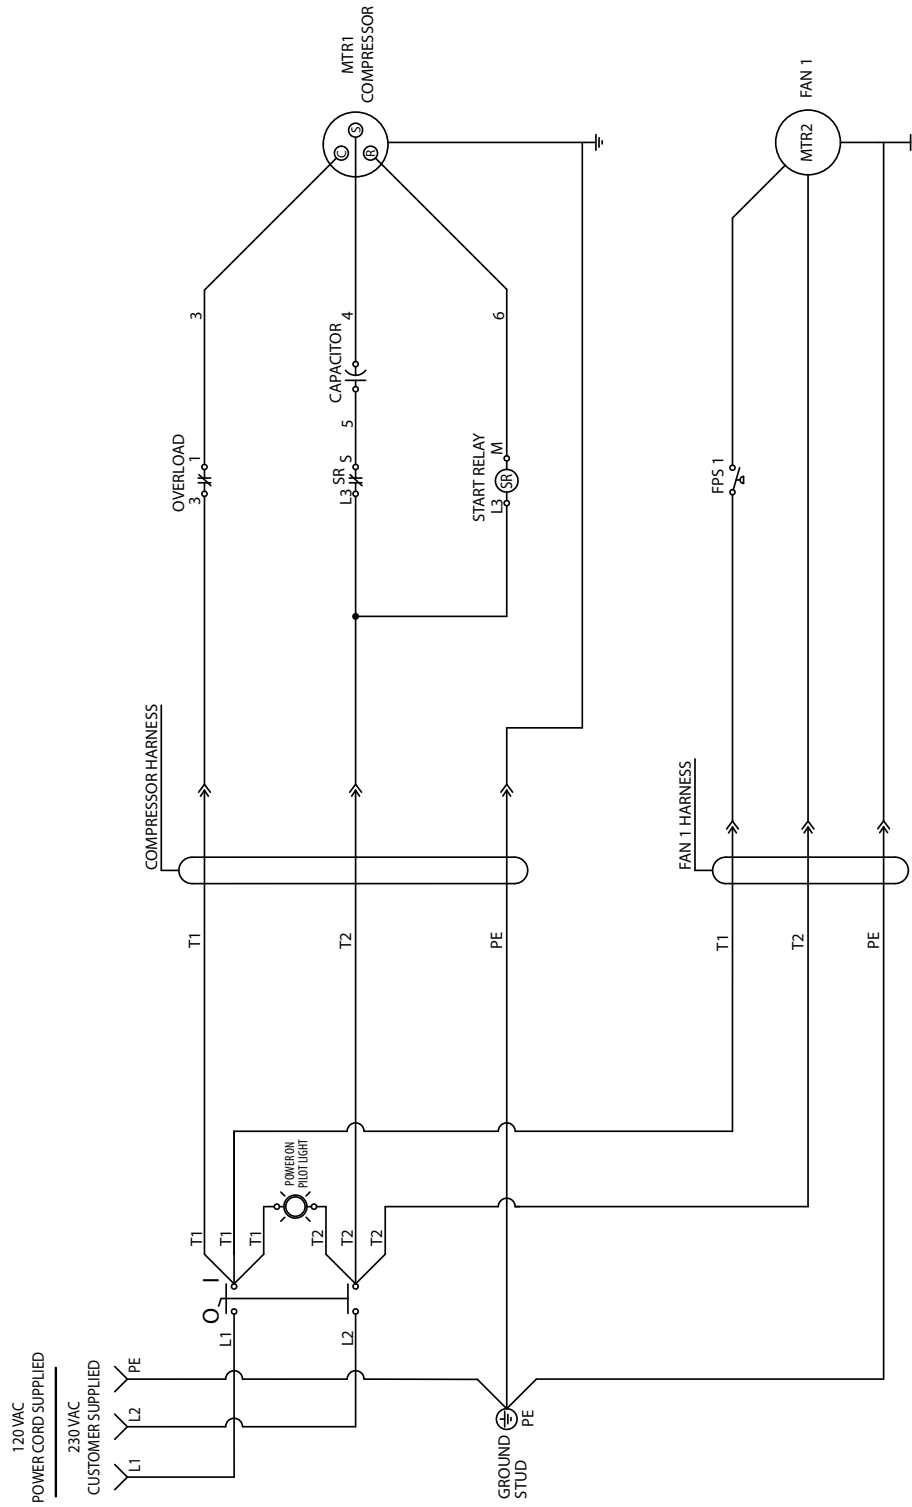 120 VAC
POWER CORD SUPPLIED
230 VAC
CUSTOMER SUPPLIED
L1
L2
PE
COMPRESSOR HARNESS
OVERLOAD
T1
T1
3
1
3
O
I
L1
T1
T1
POWER ON
PILOT LIGHT
T2
L2
T2
T2
T2
L3
SR
S
5
CAPACITOR
4
MTR1
COMPRESSOR
C
S
R
START RELAY
PE
L3
M
6
SR
GROUND
STUD
PE
FAN 1 HARNESS
FPS 1
T1
T2
MTR2
FAN 1
PE